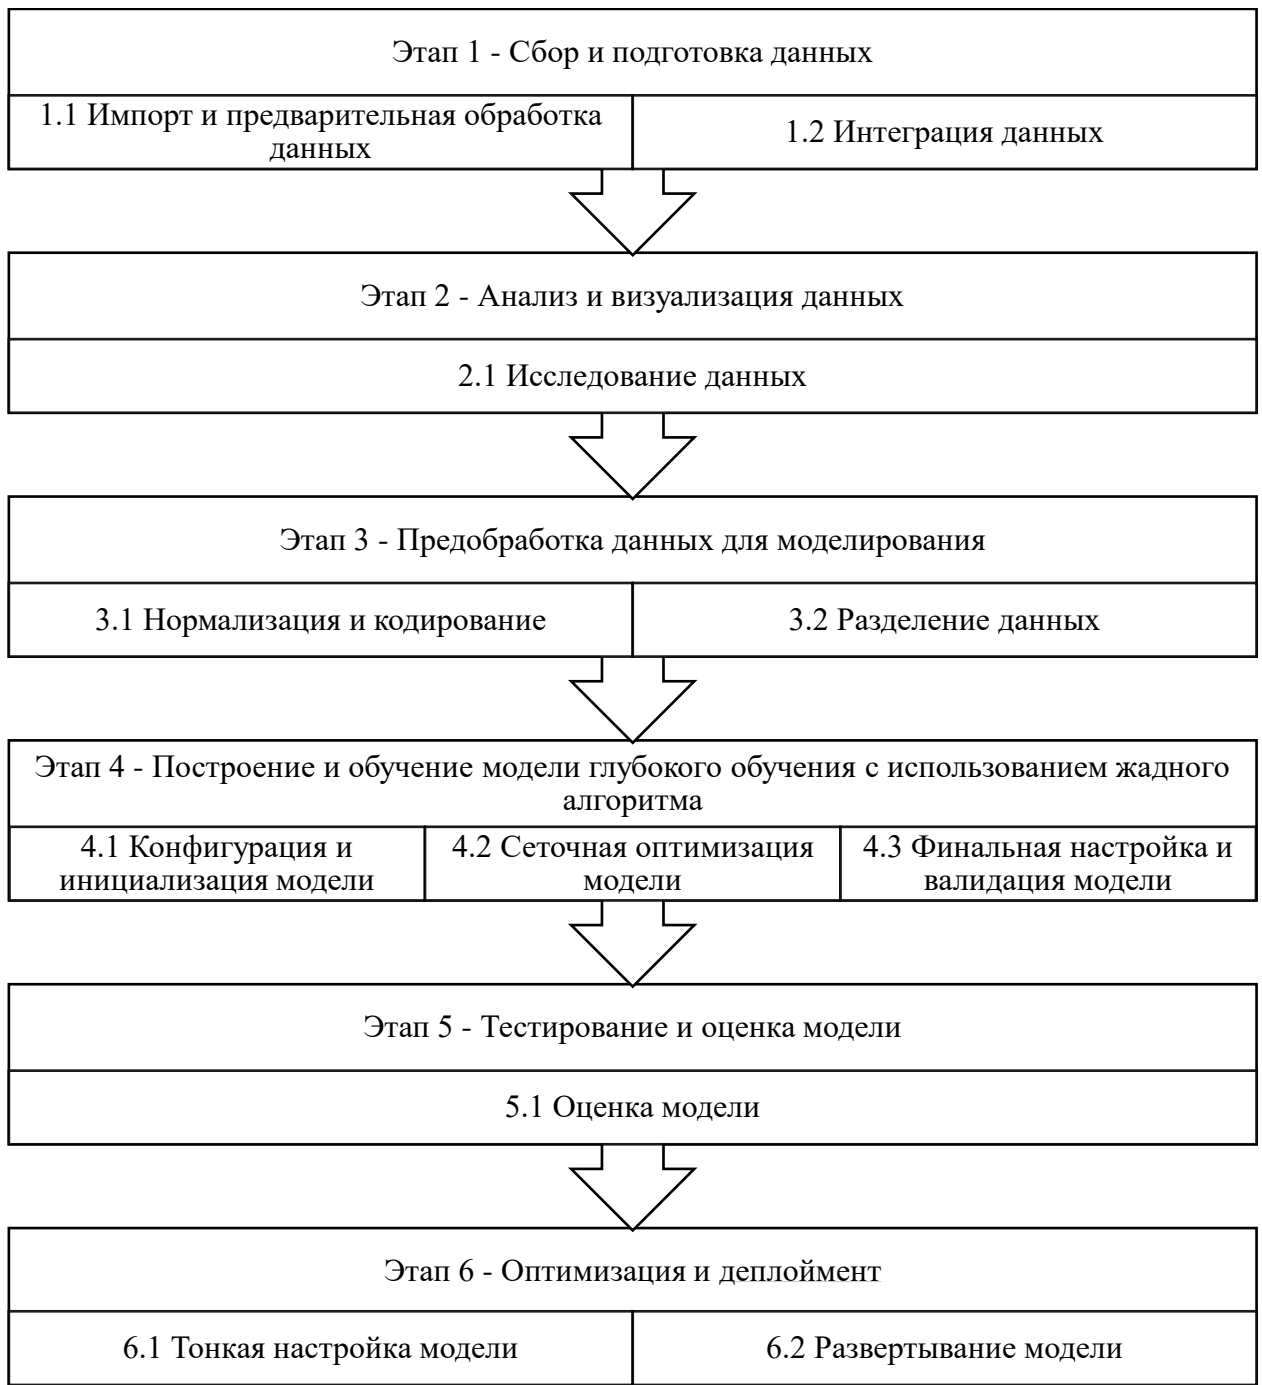 Этап 1 - Сбор и подготовка данных
1.1 Импорт и предварительная обработка
данных
1.2 Интеграция данных
Этап 2 - Анализ и визуализация данных
2.1 Исследование данных
Этап 3 - Предобработка данных для моделирования
3.1 Нормализация и кодирование
3.2 Разделение данных
Этап 4 - Построение и обучение модели глубокого обучения с использованием жадного
алгоритма
4.1 Конфигурация и
инициализация модели
4.2 Сеточная оптимизация
модели
4.3 Финальная настройка и
валидация модели
Этап 5 - Тестирование и оценка модели
5.1 Оценка модели
Этап 6 - Оптимизация и деплоймент
6.1 Тонкая настройка модели
6.2 Развертывание модели